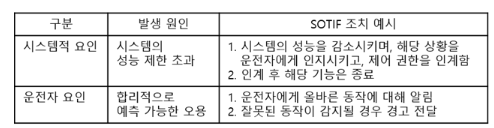 구분 발생 원인 SOTIF 조치 예시
시스템적 요인 시스템의 성능 제한 초과 1. 시스템의 성능을 감소시키며, 해당 상황을
운전자에게 인지시키고, 제어 권한을 인계함
2. 인계 후 해당 기능은 종료
운전자 요인 합리적으로 예측 가능한 오용 1. 운전자에게 올바른 동작에 대해 알림
2. 잘못된 동작이 감지될 경우 경고 전달